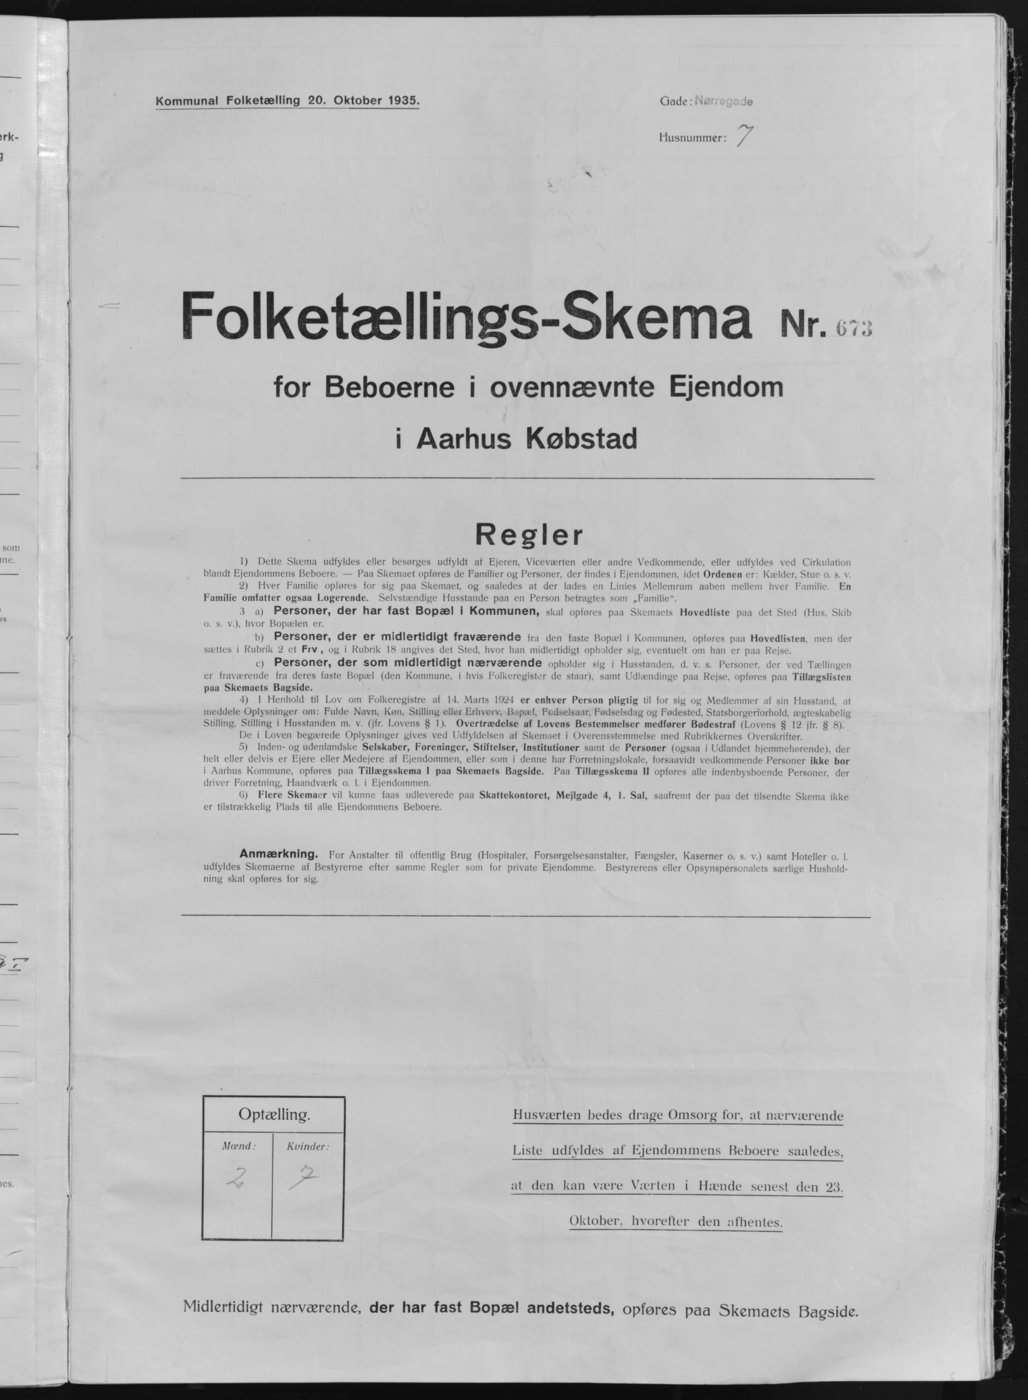 Kommunal Folketælling 20. Oktober 1935.
Gade: Nørregade
Husnummer: 7
Folketællings-Skema Nr. 673
for Beboerne i ovennævnte Ejendom
i Aarhus Købstad
Regler
1) Dette Skema udfyldes eller besørges udfyldt af Ejeren, Viceværten eller andre Vedkommende, eller udfyldes ved Cirkulation
blandt Ejendommens Beboere. — Paa Skemaet opføres de Familier og Personer, der findes i Ejendommen, idet Ordenen er: Kælder, Stue o. s. v.
2) Hver Familie opføres for sig paa Skemaet, og saaledes at der lades en Linies Mellemrum aaben mellem hver Familie. En
Familie omfatter ogsaa Logerende. Selvstændige Husstande paa en Person betragtes som „Familie“.
3 a) Personer, der har fast Bopæl i Kommunen, skal opføres paa Skemaets Hovedliste paa det Sted (Hus, Skib
o. s. v.), hvor Bopælen er.
b) Personer, der er midlertidigt fraværende fra den faste Bopæl i Kommunen, opføres paa Hovedlisten, men der
sættes i Rubrik 2 et Frv., og i Rubrik 18 angives det Sted, hvor han midlertidigt opholder sig, eventuelt om han er paa Rejse.
c) Personer, der som midlertidigt nærværende opholder sig i Husstanden, d. v. s. Personer, der ved Tællingen
er fraværende fra deres faste Bopæl (den Kommune, i hvis Folkeregister de staar), samt Udlændinge paa Rejse, opføres paa Tillægslisten
paa Skemaets Bagside.
4) I Henhold til Lov om Folkeregistre af 14. Marts 1924 er enhver Person pligtig til for sig og Medlemmer af sin Husstand, at
meddele Oplysninger om: Fulde Navn, Køn, Stilling eller Erhverv, Bopæl, Fødselsaar, Fødselsdag og Fødested, Statsborgerforhold, ægteskabelig
Stilling, Stilling i Husstanden m. v. (jfr. Lovens § 1). Overtrædelse af Lovens Bestemmelser medfører Bødestraf (Lovens § 12 jfr. § 8).
De i Loven begærede Oplysninger gives ved Udfyldelsen af Skemaet i Overensstemmelse med Rubrikkernes Overskrifter.
5) Inden- og udenlandske Selskaber, Foreninger, Stiftelser, Institutioner samt de Personer (ogsaa i Udlandet hjemmehørende), der
helt eller delvis er Ejere eller Medejere af Ejendommen, eller som i denne har Forretningslokale, forsaavidt vedkommende Personer ikke bor
i Aarhus Kommune, opføres paa Tillægsskema I paa Skemaets Bagside. Paa Tillægsskema II opføres alle indenbysboende Personer, der
driver Forretning, Haandværk o. l. i Ejendommen.
6) Flere Skemaer vil kunne faas udleverede paa Skattekontoret, Mejlgade 4, 1. Sal, saafremt der paa det tilsendte Skema ikke
er tilstrækkelig Plads til alle Ejendommens Beboere.
Anmærkning. For Anstalter til offentlig Brug (Hospitaler, Forsørgelsesanstalter, Fængsler, Kaserner o. s. v.) samt Hoteller o. l.
udfyldes Skemaerne af Bestyrerne efter samme Regler som for private Ejendomme. Bestyrerens eller Opsynspersonalets særlige Hushold-
ning skal opføres for sig.
Optælling.
Mænd: Kvinder:
2 7
Husværten bedes drage Omsorg for, at nærværende
Liste udfyldes af Ejendommens Beboere saaledes,
at den kan være Værten i Hænde senest den 23.
Oktober, hvorefter den afhentes.
Midlertidigt nærværende, der har fast Bopæl andetsteds, opføres paa Skemaets Bagside.